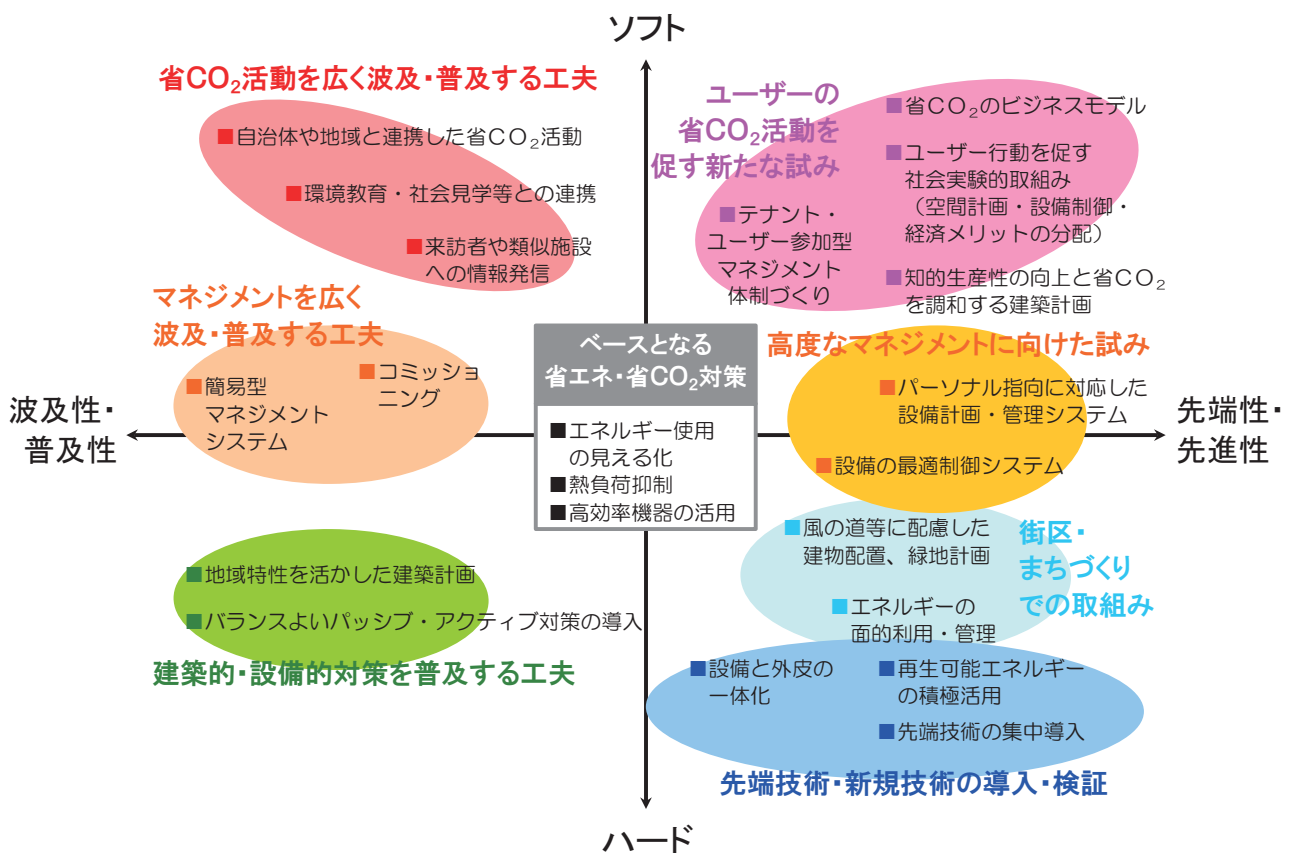 ソフト
省CO₂活動を広く波及・普及する工夫
■自治体や地域と連携した省CO₂活動
■環境教育・社会見学等との連携
■来訪者や類似施設
への情報発信
ユーザーの
省CO₂活動を
促す新たな試み
■省CO₂のビジネスモデル
■ユーザー行動を促す
社会実験的取組み
（空間計画・設備制御・
経済メリットの分配）
■テナント・
ユーザー参加型
マネジメント
体制づくり
■知的生産性の向上と省CO₂
を調和する建築計画
マネジメントを広く
波及・普及する工夫
■簡易型
マネジメント
システム
■コミッショ
ニング
ベースとなる
省エネ・省CO₂対策
■エネルギー使用
の見える化
■熱負荷抑制
■高効率機器の活用
高度なマネジメントに向けた試み
■パーソナル指向に対応した
設備計画・管理システム
■設備の最適制御システム
波及性・
普及性
先端性・
先進性
■地域特性を活かした建築計画
■バランスよいパッシブ・アクティブ対策の導入
建築的・設備的対策を普及する工夫
■風の道等に配慮した
建物配置、緑地計画
■エネルギーの
面的利用・管理
街区・
まちづくり
での取組み
■設備と外皮の
一体化
■再生可能エネルギー
の積極活用
■先端技術の集中導入
先端技術・新規技術の導入・検証
ハード